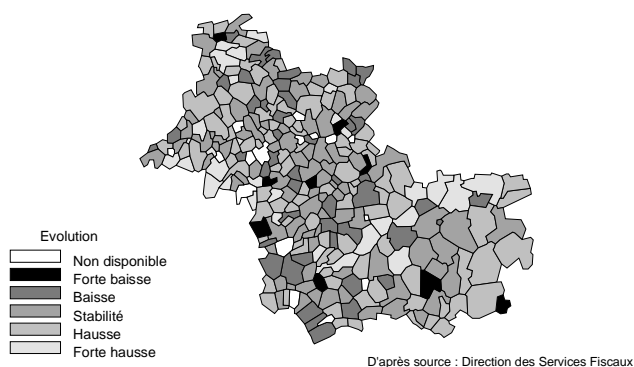 Evolution
Non disponible
Forte baisse
Baisse
Stabilité
Hausse
Forte hausse
D'après source : Direction des Services Fiscaux